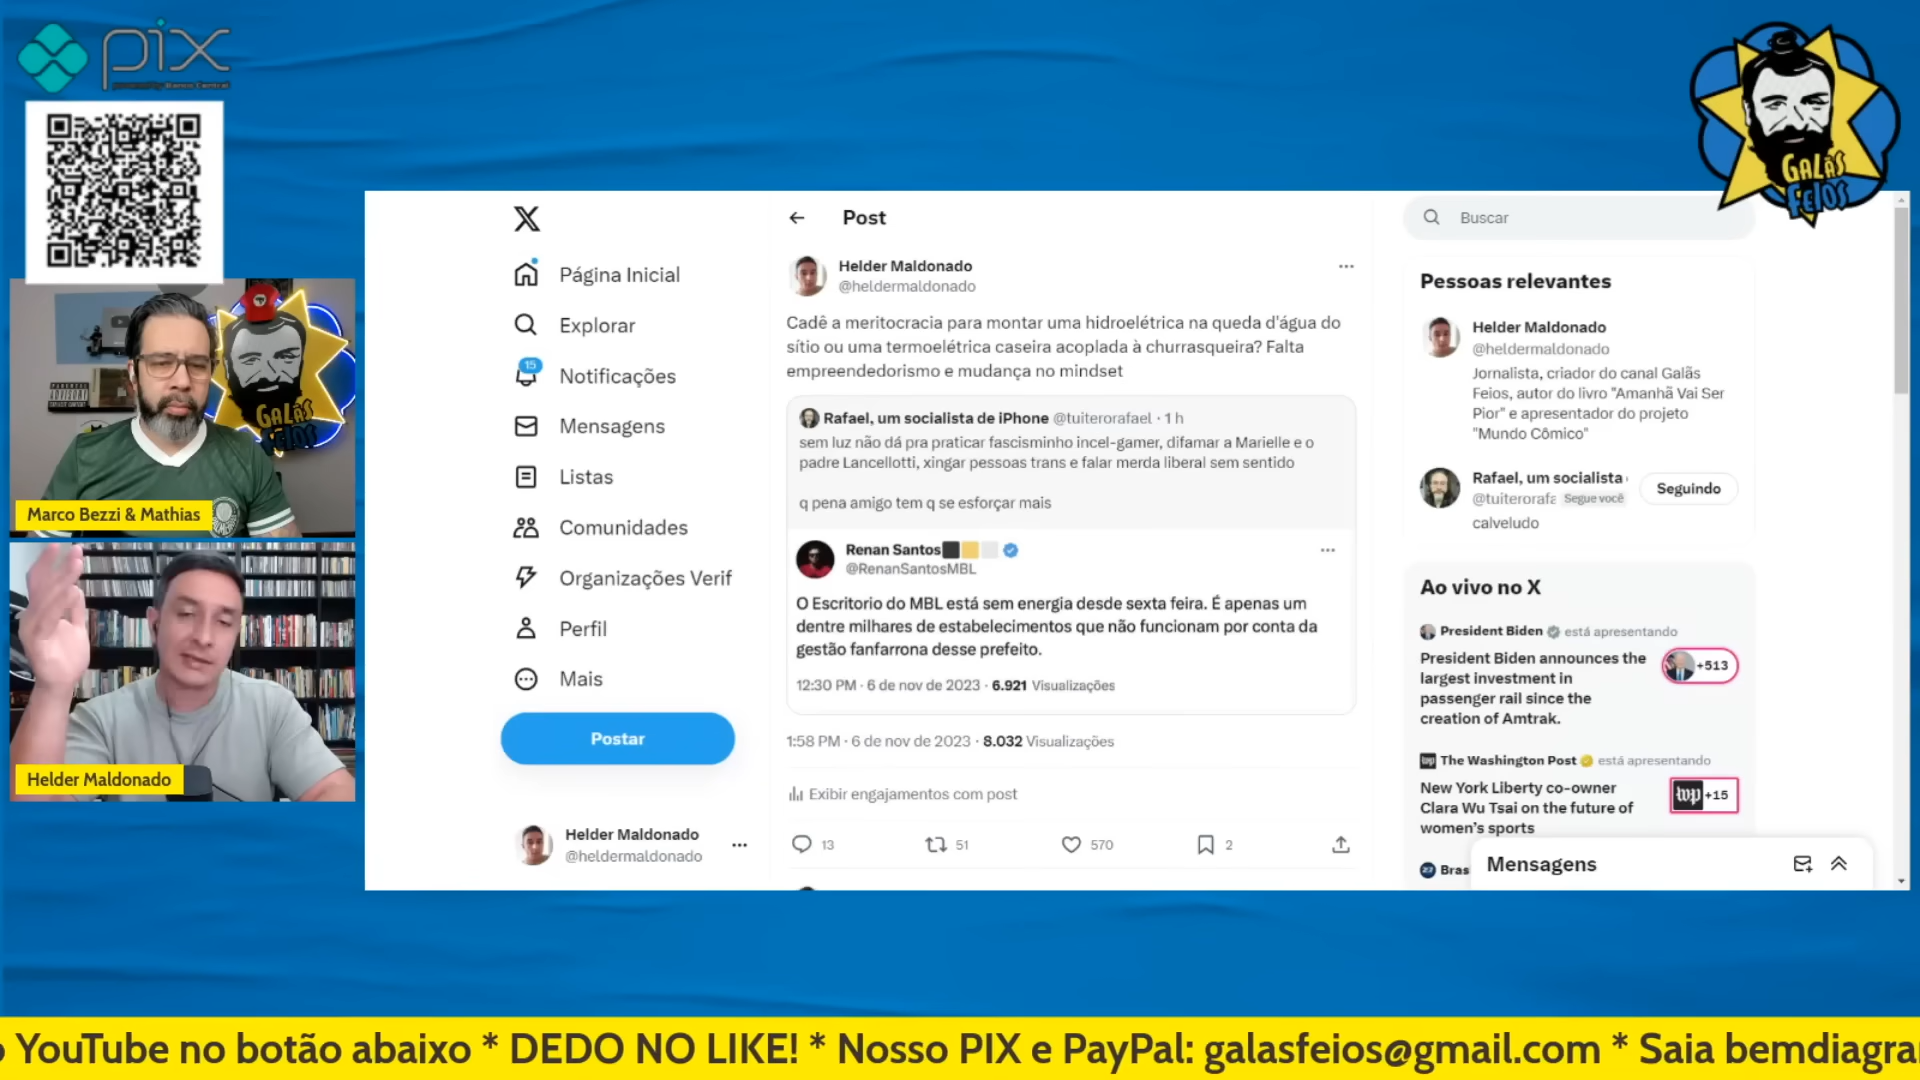 pix
powered by Banco Central
GALÃS
FEIOS
Marco Bezzi & Mathias
GALÃS
FEIOS
Helder Maldonado
Página Inicial
Explorar
15
Notificações
Mensagens
Listas
Comunidades
Organizações Verif
Perfil
Mais
Postar
Helder Maldonado
@heldermaldonado
Post
Helder Maldonado
@heldermaldonado
Cadê a meritocracia para montar uma hidroelétrica na queda d'água do
sítio ou uma termoelétrica caseira acoplada à churrasqueira? Falta
empreendedorismo e mudança no mindset
Rafael, um socialista de iPhone @tuiterorafael · 1 h
sem luz não dá pra praticar fascisminho incel-gamer, difamar a Marielle e o
padre Lancellotti, xingar pessoas trans e falar merda liberal sem sentido
q pena amigo tem q se esforçar mais
Renan Santos
@RenanSantosMBL
O Escritorio do MBL está sem energia desde sexta feira. É apenas um
dentre milhares de estabelecimentos que não funcionam por conta da
gestão fanfarrona desse prefeito.
12:30 PM · 6 de nov de 2023 · 6.921 Visualizações
1:58 PM · 6 de nov de 2023 · 8.032 Visualizações
Exibir engajamentos com post
13 51 570 2
Buscar
Pessoas relevantes
Helder Maldonado
@heldermaldonado
Jornalista, criador do canal Galãs
Feios, autor do livro "Amanhã Vai Ser
Pior" e apresentador do projeto
"Mundo Cômico"
Rafael, um socialista
@tuiterorafa Segue você
Seguindo
calveludo
Ao vivo no X
President Biden está apresentando
President Biden announces the
largest investment in
passenger rail since the
creation of Amtrak.
+513
The Washington Post está apresentando
New York Liberty co-owner
Clara Wu Tsai on the future of
women's sports
wp +15
Bras
Mensagens
o YouTube no botão abaixo * DEDO NO LIKE! * Nosso PIX e PayPal: galasfeios@gmail.com * Saia bemdiagra